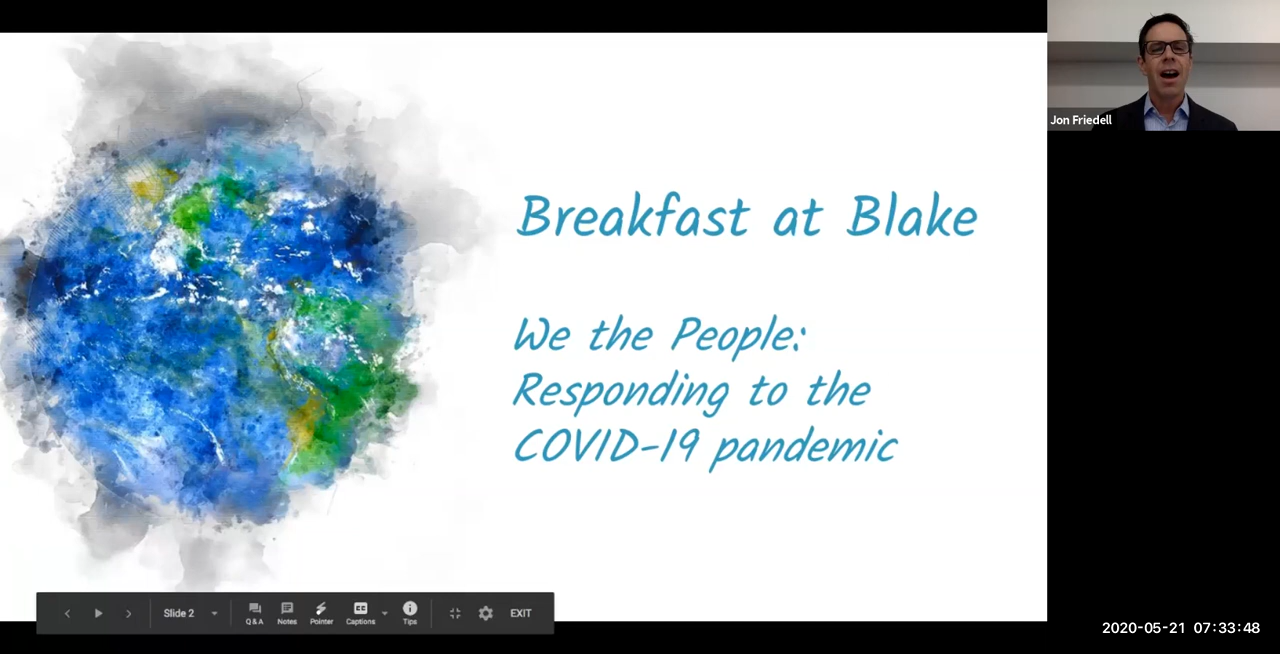 Jon Friedell
Breakfast at Blake
We the People:
Responding to the
COVID-19 pandemic
Slide 2
Q & A
Notes
Pointer
CC
Captions
Tips
EXIT
2020-05-21 07:33:48